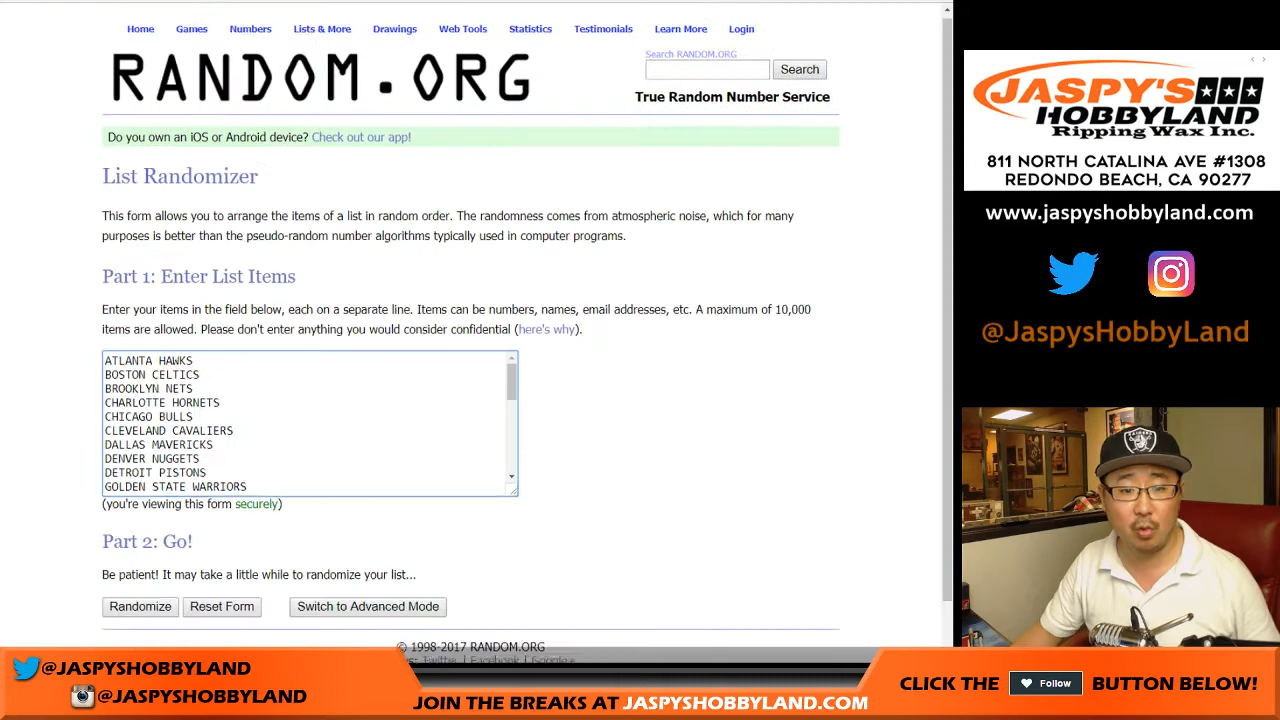 Home Games Numbers Lists & More Drawings Web Tools Statistics Testimonials Learn More Login
RANDOM.ORG
Search RANDOM.ORG
Search
True Random Number Service
Do you own an iOS or Android device? Check out our app!
List Randomizer
This form allows you to arrange the items of a list in random order. The randomness comes from atmospheric noise, which for many
purposes is better than the pseudo-random number algorithms typically used in computer programs.
Part 1: Enter List Items
Enter your items in the field below, each on a separate line. Items can be numbers, names, email addresses, etc. A maximum of 10,000
items are allowed. Please don't enter anything you would consider confidential (here's why).
ATLANTA HAWKS
BOSTON CELTICS
BROOKLYN NETS
CHARLOTTE HORNETS
CHICAGO BULLS
CLEVELAND CAVALIERS
DALLAS MAVERICKS
DENVER NUGGETS
DETROIT PISTONS
GOLDEN STATE WARRIORS
(you're viewing this form securely)
Part 2: Go!
Be patient! It may take a little while to randomize your list...
Randomize Reset Form Switch to Advanced Mode
© 1998-2017 RANDOM.ORG
JASPY'S
HOBBYLAND
Ripping Wax Inc.
811 NORTH CATALINA AVE #1308
REDONDO BEACH, CA 90277
www.jaspyshobbyland.com
@JaspysHobbyLand
RAIDERS
@JASPYSHOBBYLAND
@JASPYSHOBBYLAND
JOIN THE BREAKS AT JASPYSHOBBYLAND.COM
CLICK THE Follow BUTTON BELOW!